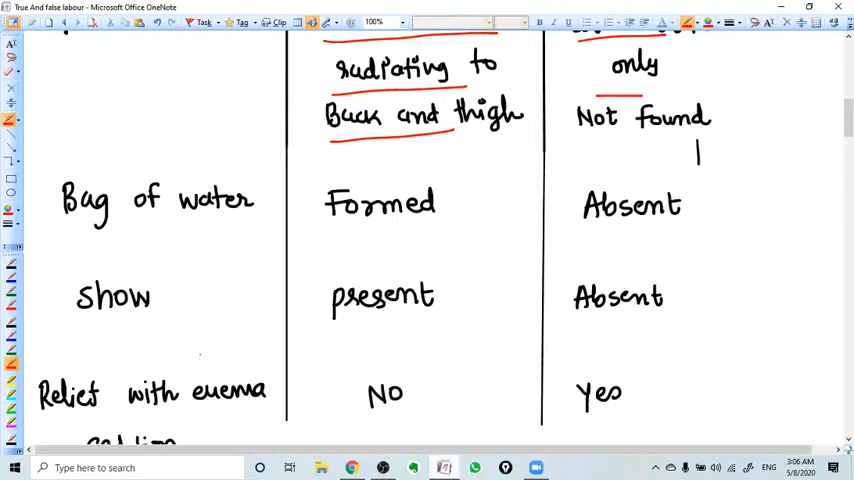 True And false labour - Microsoft Office OneNote
Task
Tag
Clip
100%
only
radiating to
Back and thigh
Not found
Bag of water
Formed
Absent
show
present
Absent
Relief with enema
No
Yes
Type here to search
ENG
3:06 AM
5/8/2020